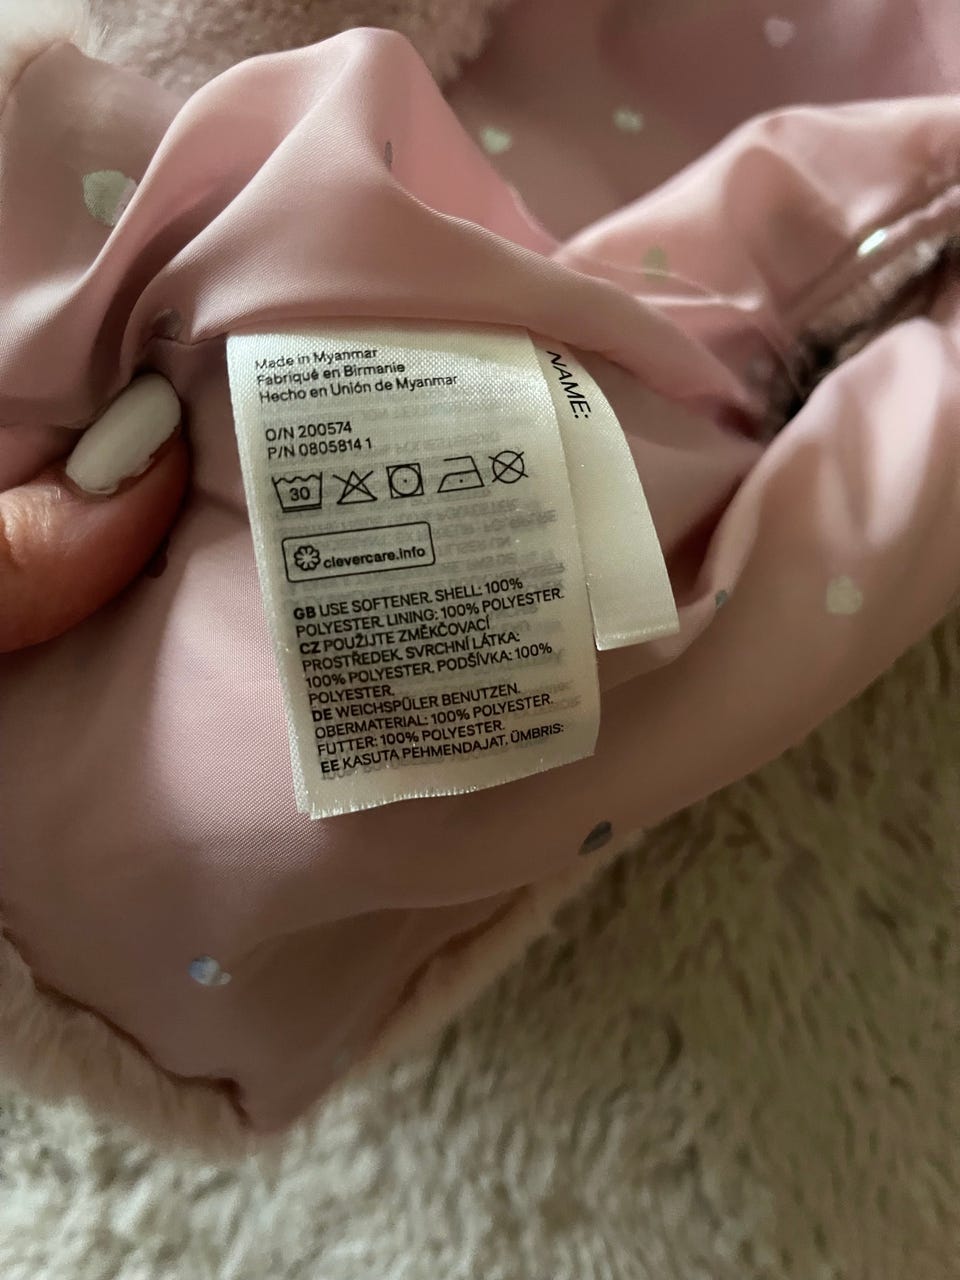 Made in Myanmar
Fabriqué en Birmanie
Hecho en Unión de Myanmar
O/N 200574
P/N 0805814 1
30
clevercare.info
GB USE SOFTENER. SHELL: 100%
POLYESTER. LINING: 100% POLYESTER.
CZ POUŽIJTE ZMĚKČOVACÍ
PROSTŘEDEK. SVRCHNÍ LÁTKA:
100% POLYESTER. PODŠÍVKA: 100%
POLYESTER.
DE WEICHSPÜLER BENUTZEN.
OBERMATERIAL: 100% POLYESTER.
FUTTER: 100% POLYESTER.
EE KASUTA PEHMENDAJAT. ÜMBRIS:
NAME: